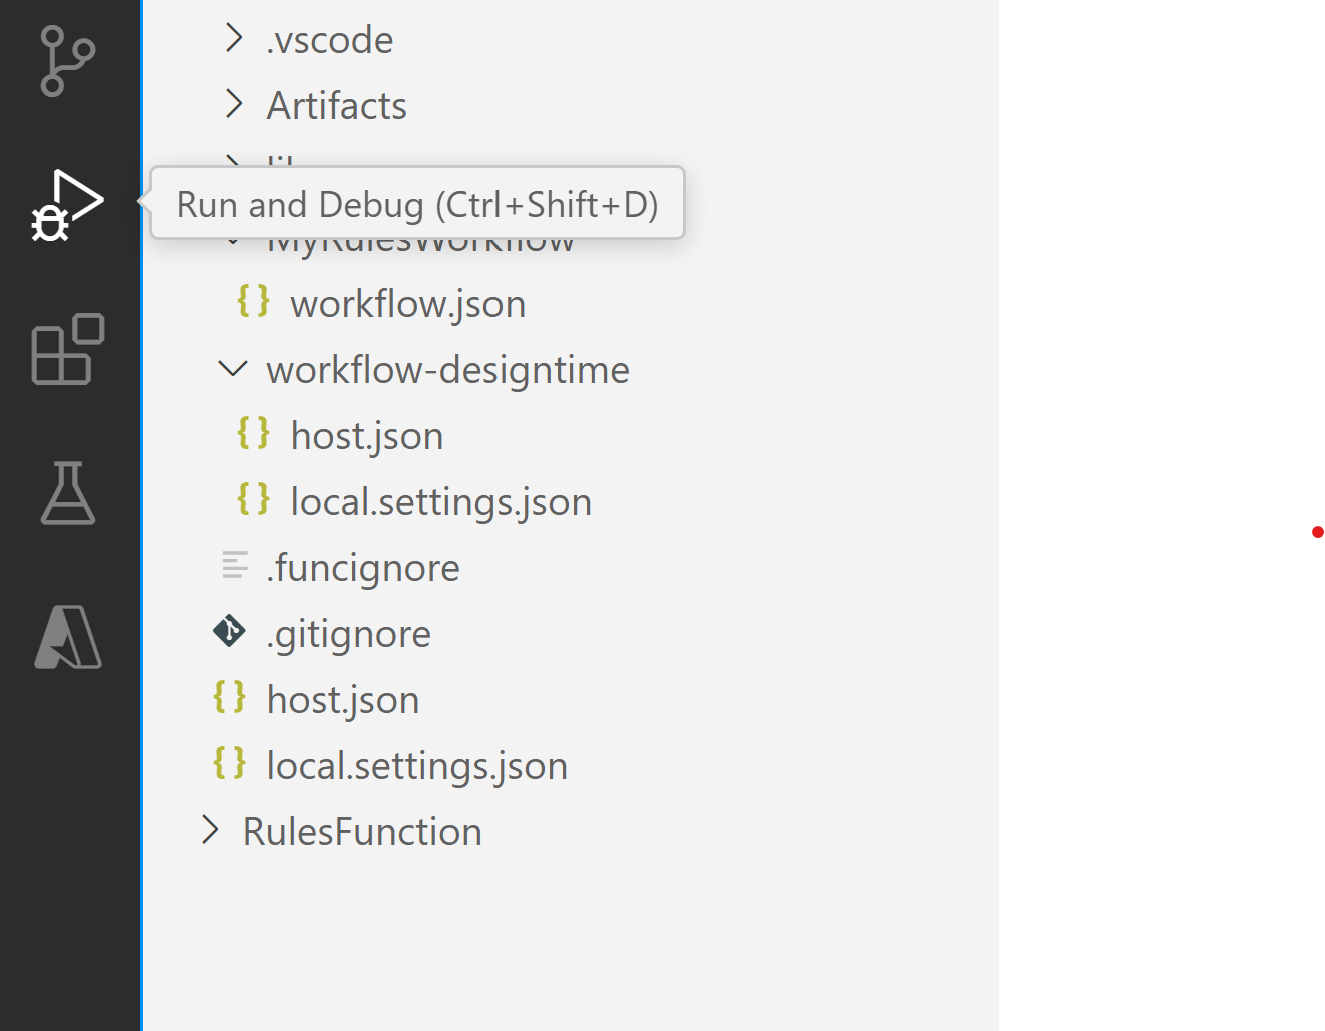 .vscode
Artifacts
Run and Debug (Ctrl+Shift+D)
MyRulesWorkflow
workflow.json
workflow-designtime
host.json
local.settings.json
.funcignore
.gitignore
host.json
local.settings.json
RulesFunction